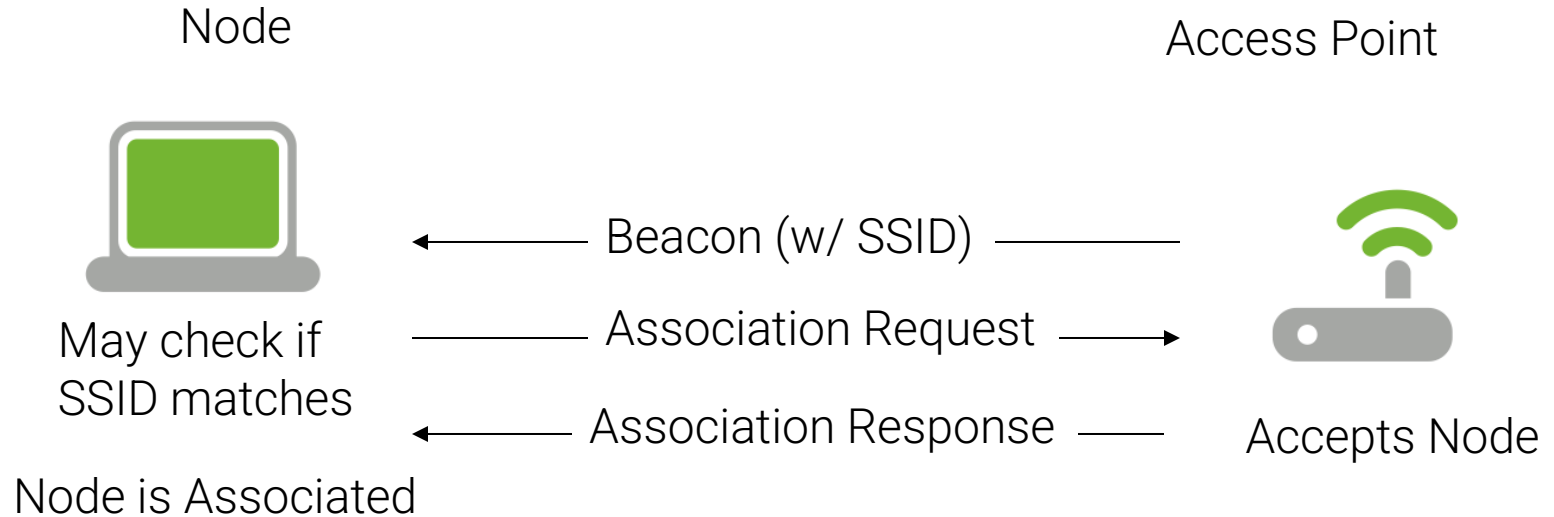 Node
Access Point
Beacon (w/ SSID)
May check if
SSID matches
Association Request
Association Response
Accepts Node
Node is Associated